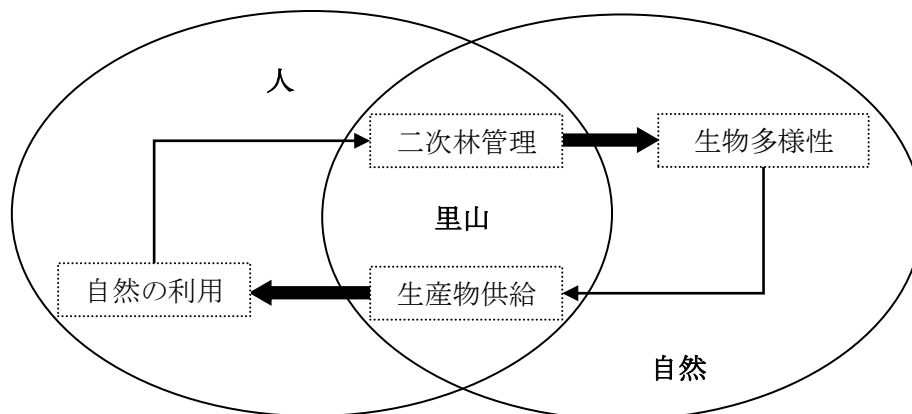 人
二次林管理
生物多様性
里山
自然の利用
生産物供給
自然